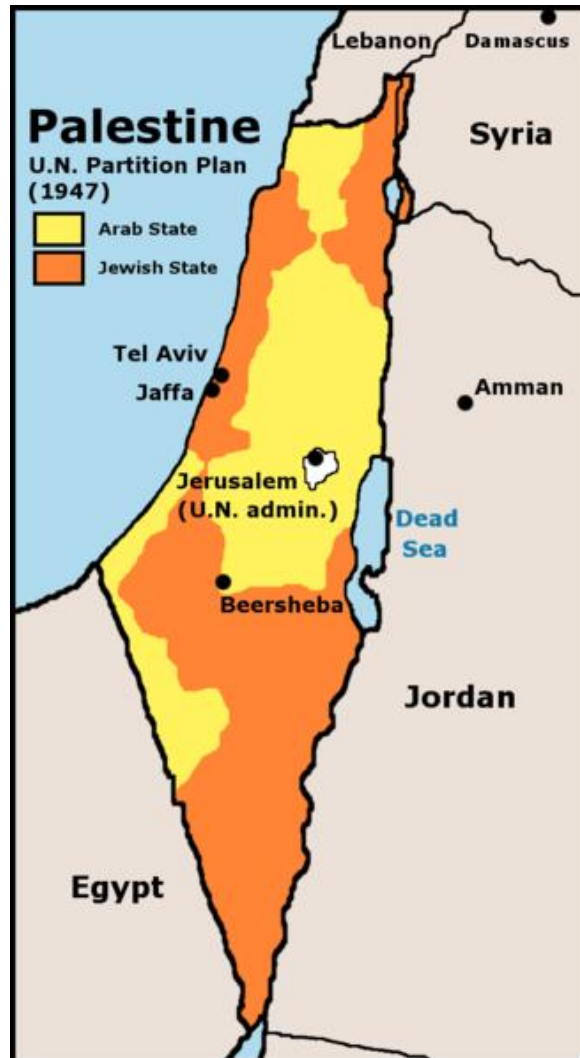 Lebanon
Damascus
Palestine
U.N. Partition Plan
(1947)
Syria
Arab State
Jewish State
Tel Aviv
Jaffa
Amman
Jerusalem
(U.N. admin.)
Dead
Sea
Beersheba
Jordan
Egypt